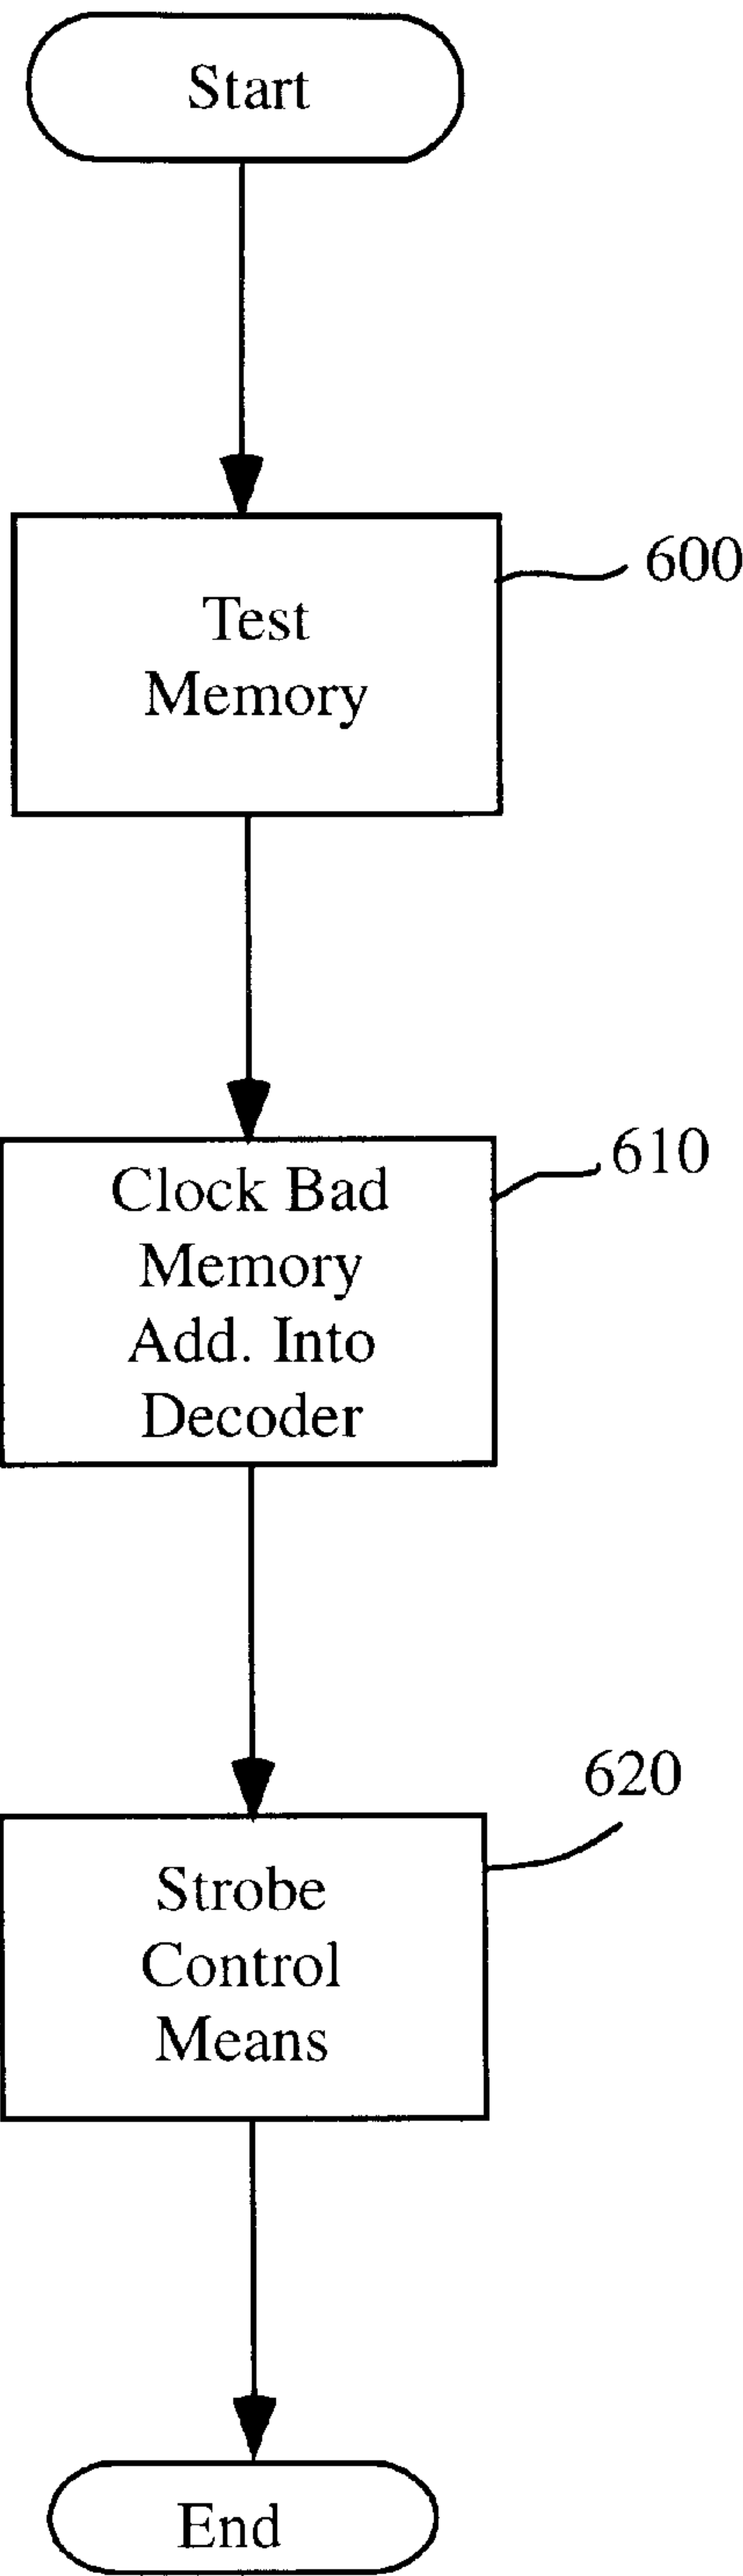 Start
600
Test
Memory
610
Clock Bad
Memory
Add. Into
Decoder
620
Strobe
Control
Means
End